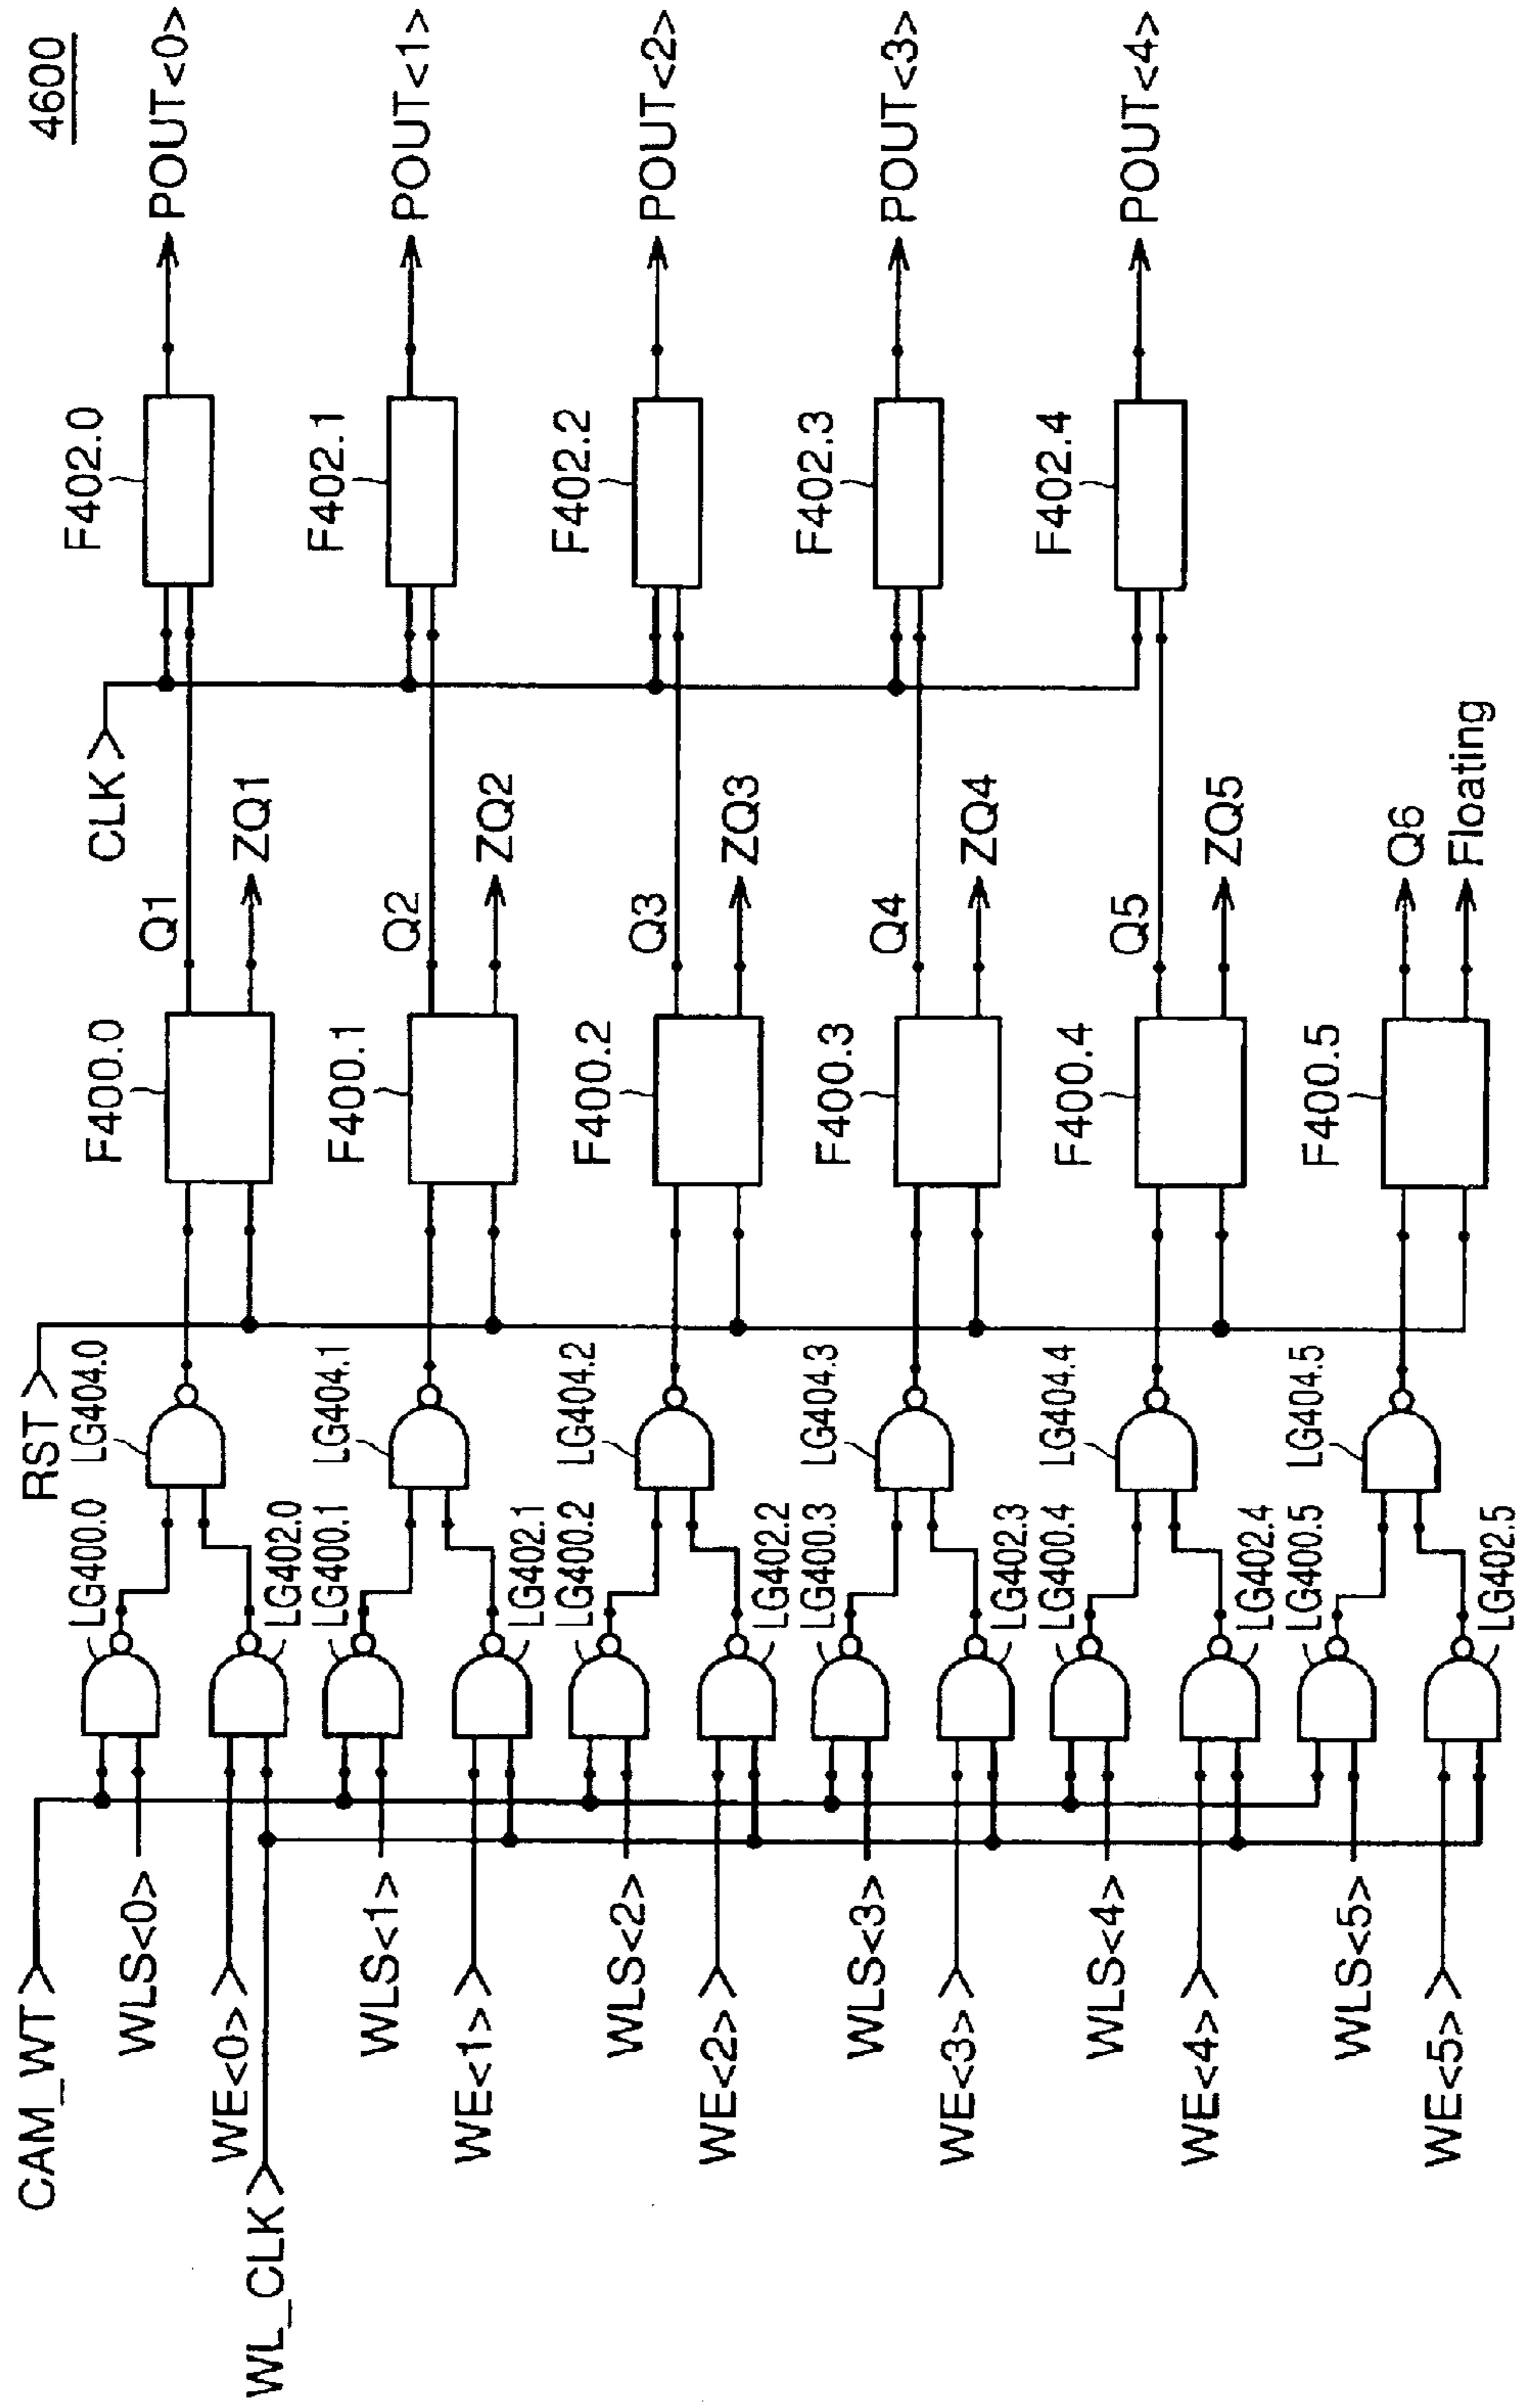 4600
CAM_WT
RST
CLK
WL_CLK
LG400.0
LG404.0
F400.0
Q1
F402.0
POUT<0>
WLS<0>
WE<0>
LG402.0
ZQ1
LG400.1
LG404.1
F400.1
Q2
F402.1
POUT<1>
WLS<1>
WE<1>
LG402.1
ZQ2
LG400.2
LG404.2
F400.2
Q3
F402.2
POUT<2>
WLS<2>
WE<2>
LG402.2
ZQ3
LG400.3
LG404.3
F400.3
Q4
F402.3
POUT<3>
WLS<3>
WE<3>
LG402.3
ZQ4
LG400.4
LG404.4
F400.4
Q5
F402.4
POUT<4>
WLS<4>
WE<4>
LG402.4
ZQ5
LG400.5
LG404.5
F400.5
Q6
WLS<5>
WE<5>
LG402.5
Floating